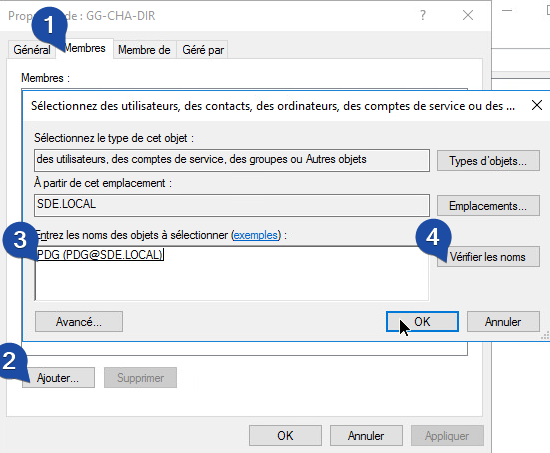 Prop de : GG-CHA-DIR
1
Général Membres Membre de Géré par
Membres :
Sélectionnez des utilisateurs, des contacts, des ordinateurs, des comptes de service ou des ...
Sélectionnez le type de cet objet :
des utilisateurs, des comptes de service, des groupes ou Autres objets
Types d'objets...
À partir de cet emplacement :
SDE.LOCAL
Emplacements...
Entrez les noms des objets à sélectionner (exemples) :
3
4
PDG (PDG@SDE.LOCAL)
Vérifier les noms
Avancé...
OK
Annuler
2
Ajouter...
Supprimer
OK
Annuler
Appliquer